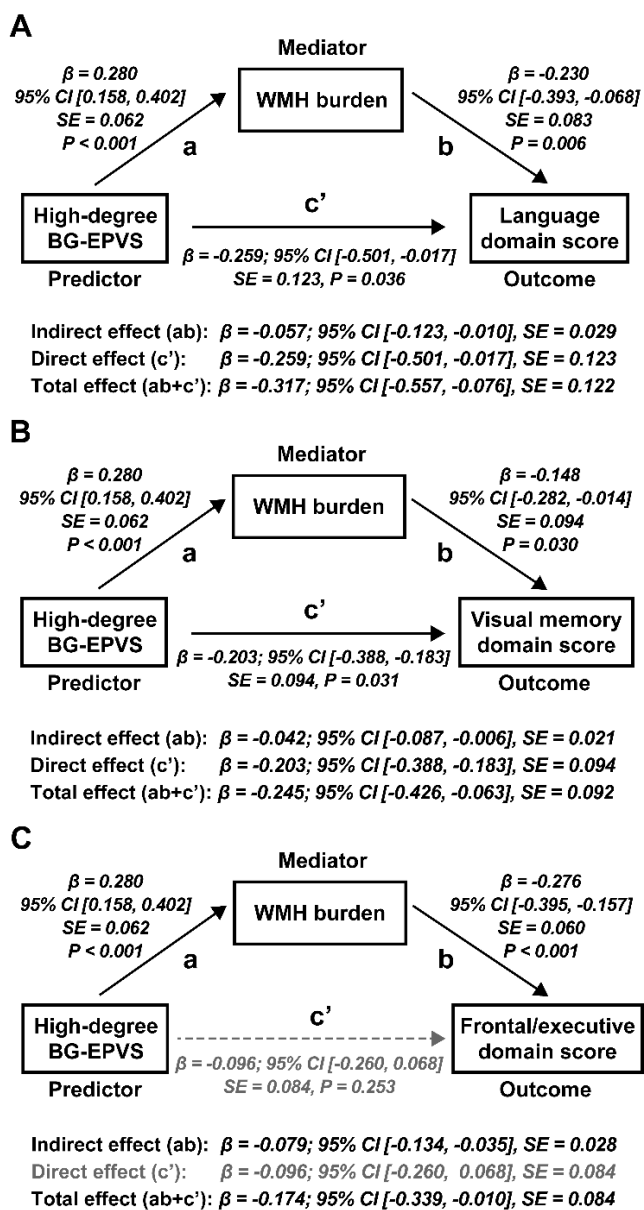 A
Mediator
β = 0.280
95% CI [0.158, 0.402]
SE = 0.062
P < 0.001
a
WMH burden
β = -0.230
95% CI [-0.393, -0.068]
SE = 0.083
P = 0.006
b
High-degree
BG-EPVS
Predictor
c’
β = -0.259; 95% CI [-0.501, -0.017]
SE = 0.123, P = 0.036
Language
domain score
Outcome
Indirect effect (ab): β = -0.057; 95% CI [-0.123, -0.010], SE = 0.029
Direct effect (c’): β = -0.259; 95% CI [-0.501, -0.017], SE = 0.123
Total effect (ab+c’): β = -0.317; 95% CI [-0.557, -0.076], SE = 0.122
B
Mediator
β = 0.280
95% CI [0.158, 0.402]
SE = 0.062
P < 0.001
a
WMH burden
β = -0.148
95% CI [-0.282, -0.014]
SE = 0.094
P = 0.030
b
High-degree
BG-EPVS
Predictor
c’
β = -0.203; 95% CI [-0.388, -0.183]
SE = 0.094, P = 0.031
Visual memory
domain score
Outcome
Indirect effect (ab): β = -0.042; 95% CI [-0.087, -0.006], SE = 0.021
Direct effect (c’): β = -0.203; 95% CI [-0.388, -0.183], SE = 0.094
Total effect (ab+c’): β = -0.245; 95% CI [-0.426, -0.063], SE = 0.092
C
Mediator
β = 0.280
95% CI [0.158, 0.402]
SE = 0.062
P < 0.001
a
WMH burden
β = -0.276
95% CI [-0.395, -0.157]
SE = 0.060
P < 0.001
b
High-degree
BG-EPVS
Predictor
c’
β = -0.096; 95% CI [-0.260, 0.068]
SE = 0.084, P = 0.253
Frontal/executive
domain score
Outcome
Indirect effect (ab): β = -0.079; 95% CI [-0.134, -0.035], SE = 0.028
Direct effect (c’): β = -0.096; 95% CI [-0.260, 0.068], SE = 0.084
Total effect (ab+c’): β = -0.174; 95% CI [-0.339, -0.010], SE = 0.084